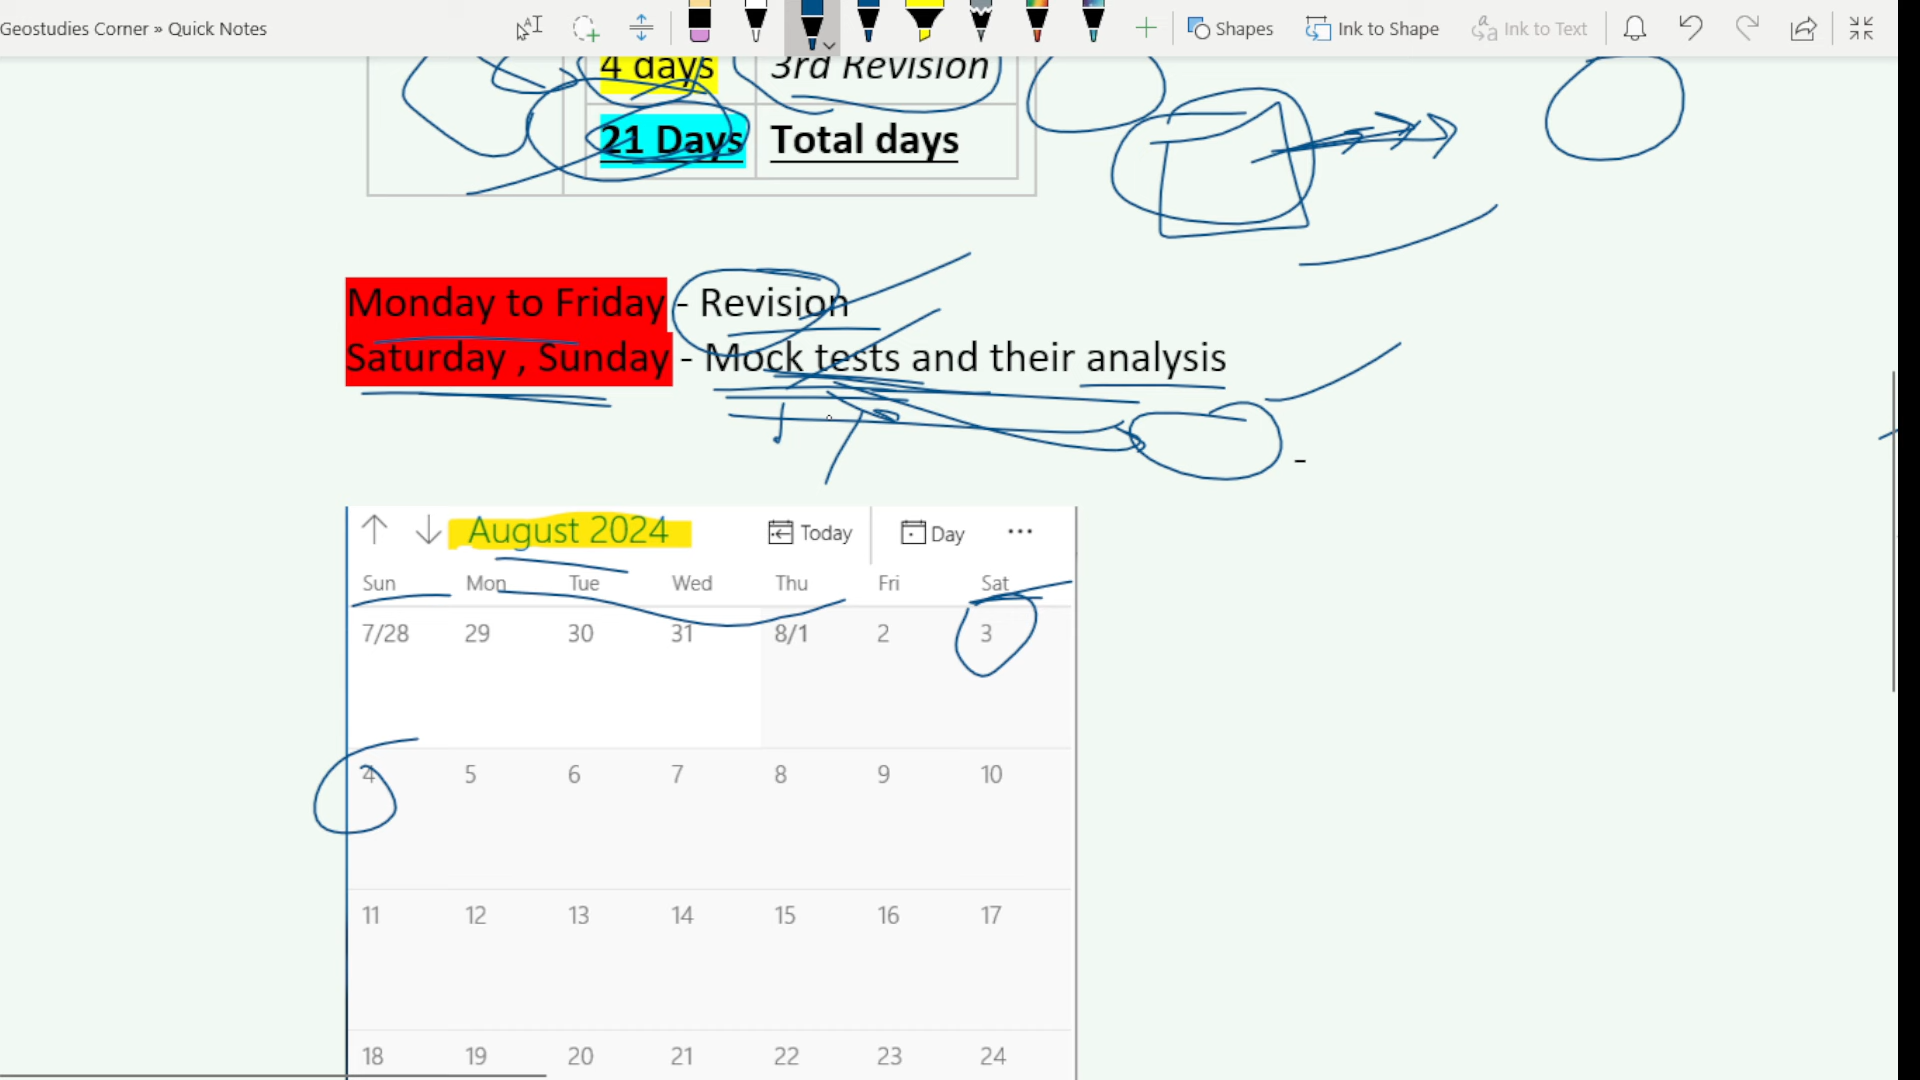 Geostudies Corner » Quick Notes
Shapes
Ink to Shape
Ink to Text
4 days 3rd Revision
21 Days Total days
Monday to Friday - Revision
Saturday , Sunday - Mock tests and their analysis
-
August 2024 Today Day ...
Sun Mon Tue Wed Thu Fri Sat
7/28 29 30 31 8/1 2 3
4 5 6 7 8 9 10
11 12 13 14 15 16 17
18 19 20 21 22 23 24